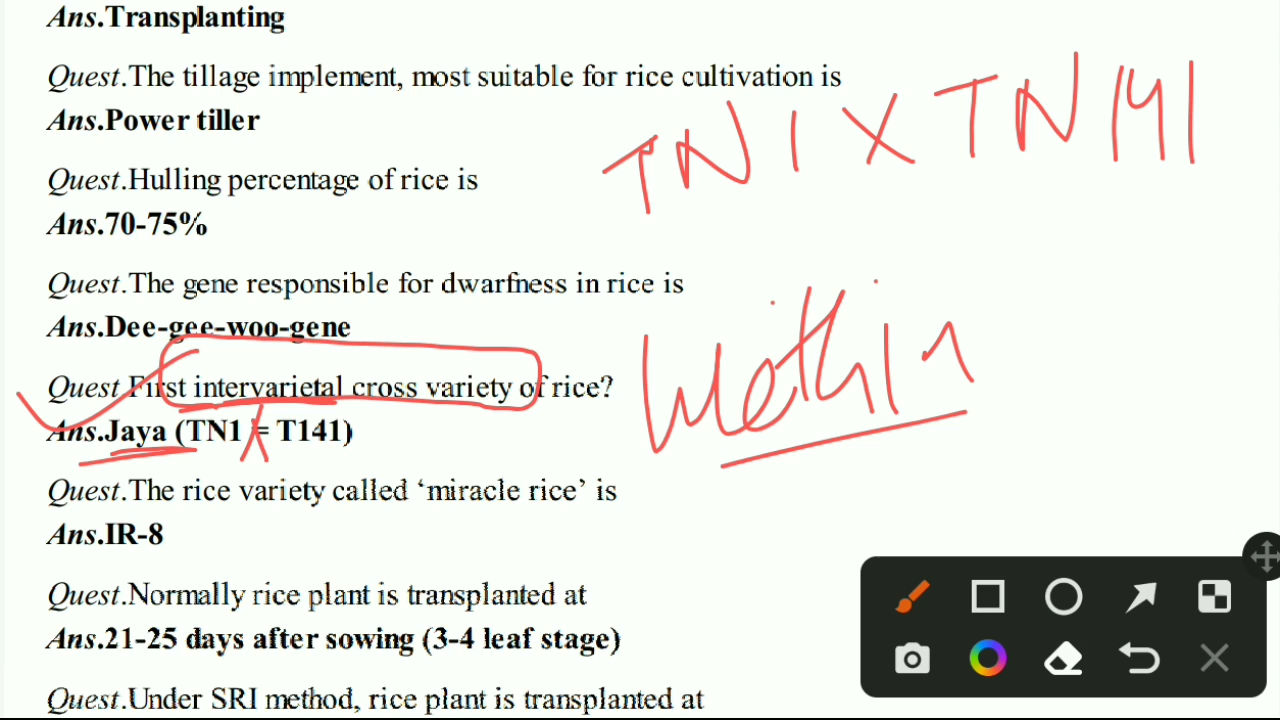 Ans.Transplanting
Quest.The tillage implement, most suitable for rice cultivation is
Ans.Power tiller
TN1 X TN141
Quest.Hulling percentage of rice is
Ans.70-75%
Quest.The gene responsible for dwarfness in rice is
Ans.Dee-gee-woo-gene
Quest.First intervarietal cross variety of rice?
Ans.Jaya (TN1 = T141)
Within
Quest.The rice variety called ‘miracle rice’ is
Ans.IR-8
Quest.Normally rice plant is transplanted at
Ans.21-25 days after sowing (3-4 leaf stage)
Quest.Under SRI method, rice plant is transplanted at